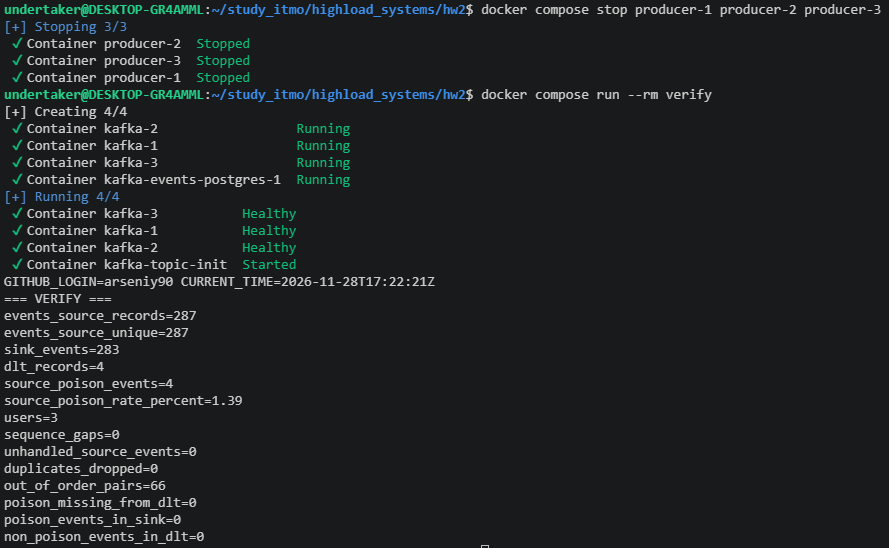 undertaker@DESKTOP-GR4AMML:~/study_itmo/highload_systems/hw2$ docker compose stop producer-1 producer-2 producer-3
[+] Stopping 3/3
✓ Container producer-2 Stopped
✓ Container producer-3 Stopped
✓ Container producer-1 Stopped
undertaker@DESKTOP-GR4AMML:~/study_itmo/highload_systems/hw2$ docker compose run --rm verify
[+] Creating 4/4
✓ Container kafka-2 Running
✓ Container kafka-1 Running
✓ Container kafka-3 Running
✓ Container kafka-events-postgres-1 Running
[+] Running 4/4
✓ Container kafka-3 Healthy
✓ Container kafka-1 Healthy
✓ Container kafka-2 Healthy
✓ Container kafka-topic-init Started
GITHUB_LOGIN=arseniy90 CURRENT_TIME=2026-11-28T17:22:21Z
=== VERIFY ===
events_source_records=287
events_source_unique=287
sink_events=283
dlt_records=4
source_poison_events=4
source_poison_rate_percent=1.39
users=3
sequence_gaps=0
unhandled_source_events=0
duplicates_dropped=0
out_of_order_pairs=66
poison_missing_from_dlt=0
poison_events_in_sink=0
non_poison_events_in_dlt=0